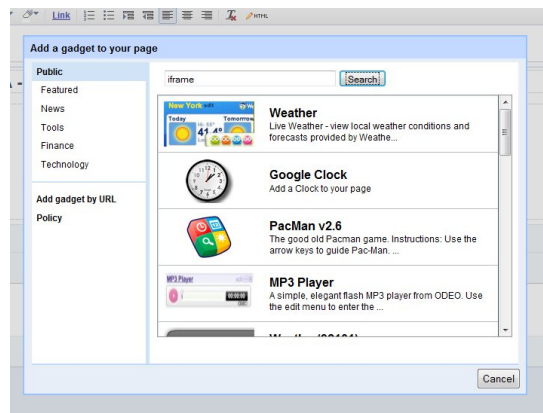 Link
HTML
Add a gadget to your page
Public
Featured
News
Tools
Finance
Technology
Add gadget by URL
Policy
iframe
Search
New York edit
Today
Tomorrow
Weather
Live Weather - view local weather conditions and
forecasts provided by Weathe...
Google Clock
Add a Clock to your page
PacMan v2.6
The good old Pacman game. Instructions: Use the
arrow keys to guide Pac-Man. ...
MP3 Player
MP3 Player
A simple, elegant flash MP3 player from ODEO. Use
the edit menu to enter the ...
Cancel